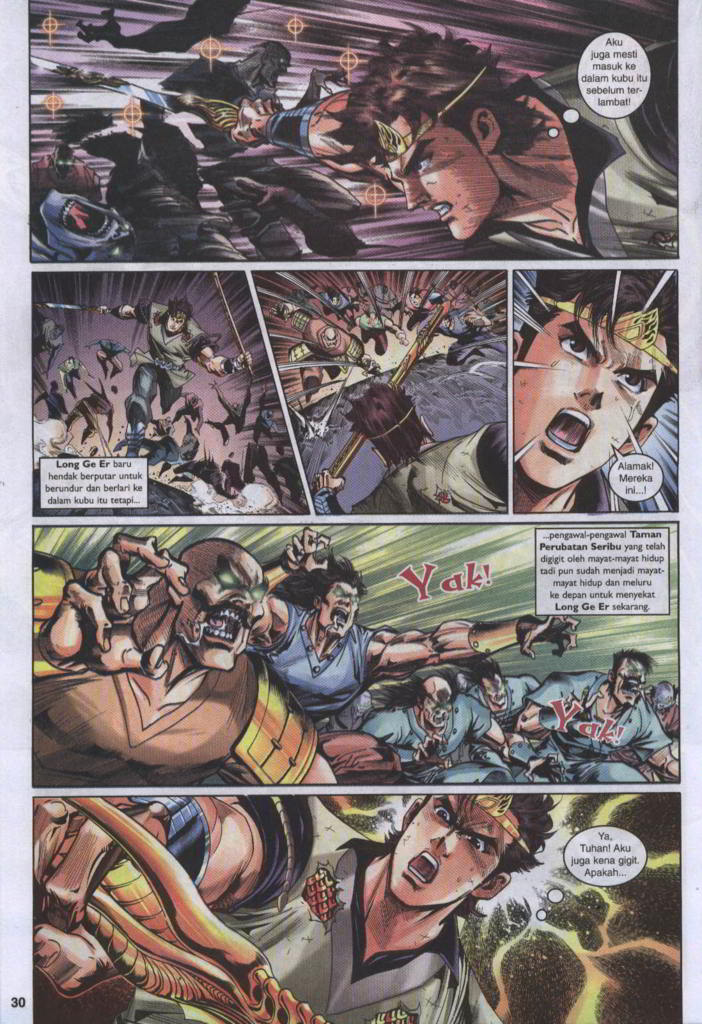 Aku
juga mesti
masuk ke
dalam kubu itu
sebelum ter-
lambat!
Long Ge Er baru
hendak berputar untuk
berundur dan berlari ke
dalam kubu itu tetapi...
Alamak!
Mereka
ini...!
...pengawal-pengawal Taman
Perubatan Seribu yang telah
digigit oleh mayat-mayat hidup
tadi pun sudah menjadi mayat-
mayat hidup dan meluru
ke depan untuk menyekat
Long Ge Er sekarang.
Yak!
Yak!
Ya,
Tuhan! Aku
juga kena gigit.
Apakah...
30